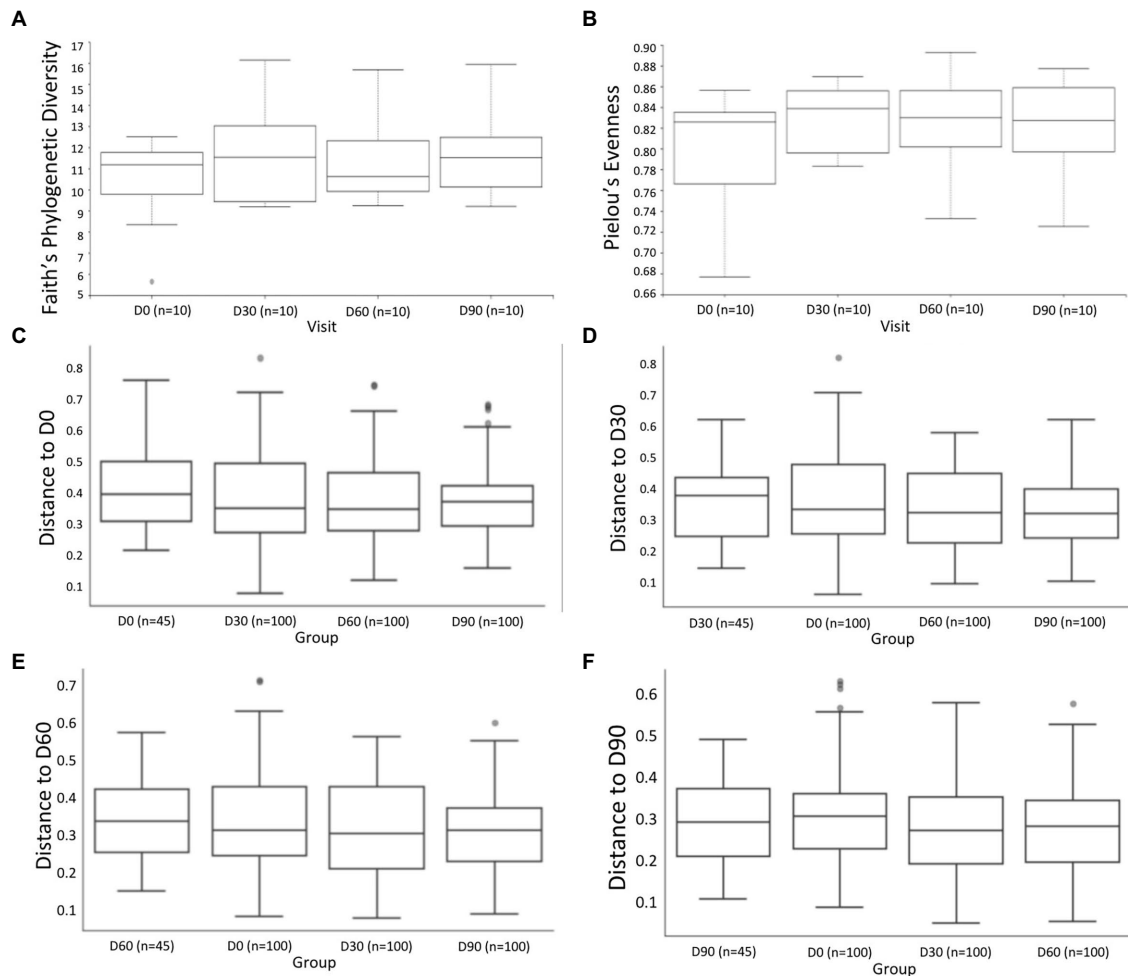 A
Faith's Phylogenetic Diversity
17
16
15
14
13
12
11
10
9
8
7
6
5
D0 (n=10) D30 (n=10) D60 (n=10) D90 (n=10)
Visit
B
Pielou's Evenness
0.90
0.88
0.86
0.84
0.82
0.80
0.78
0.76
0.74
0.72
0.70
0.68
0.66
D0 (n=10) D30 (n=10) D60 (n=10) D90 (n=10)
Visit
C
Distance to D0
0.8
0.7
0.6
0.5
0.4
0.3
0.2
0.1
D0 (n=45) D30 (n=100) D60 (n=100) D90 (n=100)
Group
D
Distance to D30
0.8
0.7
0.6
0.5
0.4
0.3
0.2
0.1
D30 (n=45) D0 (n=100) D60 (n=100) D90 (n=100)
Group
E
Distance to D60
0.7
0.6
0.5
0.4
0.3
0.2
0.1
D60 (n=45) D0 (n=100) D30 (n=100) D90 (n=100)
Group
F
Distance to D90
0.6
0.5
0.4
0.3
0.2
0.1
D90 (n=45) D0 (n=100) D30 (n=100) D60 (n=100)
Group